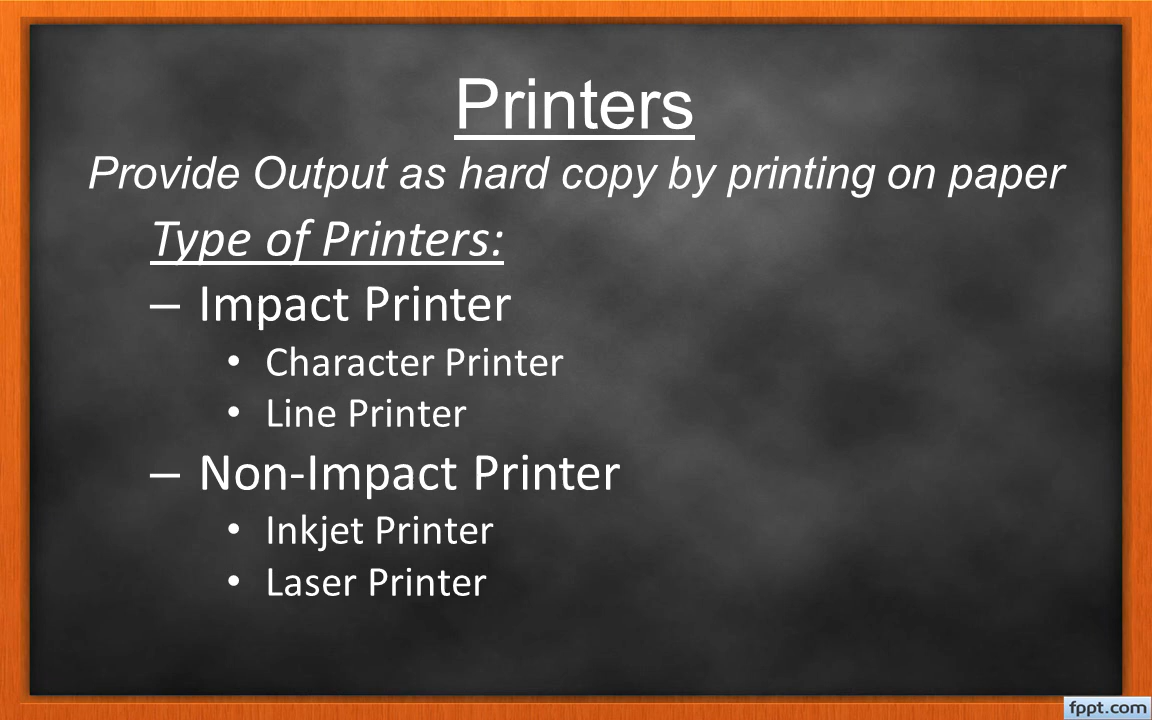 Printers
Provide Output as hard copy by printing on paper
Type of Printers:
– Impact Printer
• Character Printer
• Line Printer
– Non-Impact Printer
• Inkjet Printer
• Laser Printer
fppt.com